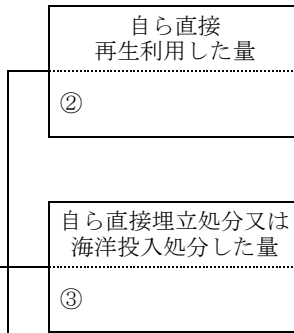 自ら直接
再生利用した量
②
自ら直接埋立処分又は
海洋投入処分した量
③